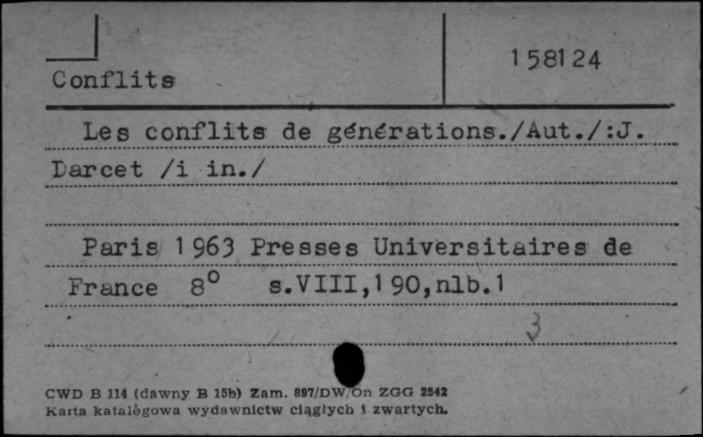 158124
Conflits
Les conflits de générations./Aut./:J.
Darcet /i in./
Paris 1963 Presses Universitaires de
France 8° s.VIII,190,nlb.1
3
CWD B 114 (dawny B 15b) Zam. 897/DW/On ZGG 2542
Karta katalogowa wydawnictw ciągłych i zwartych.